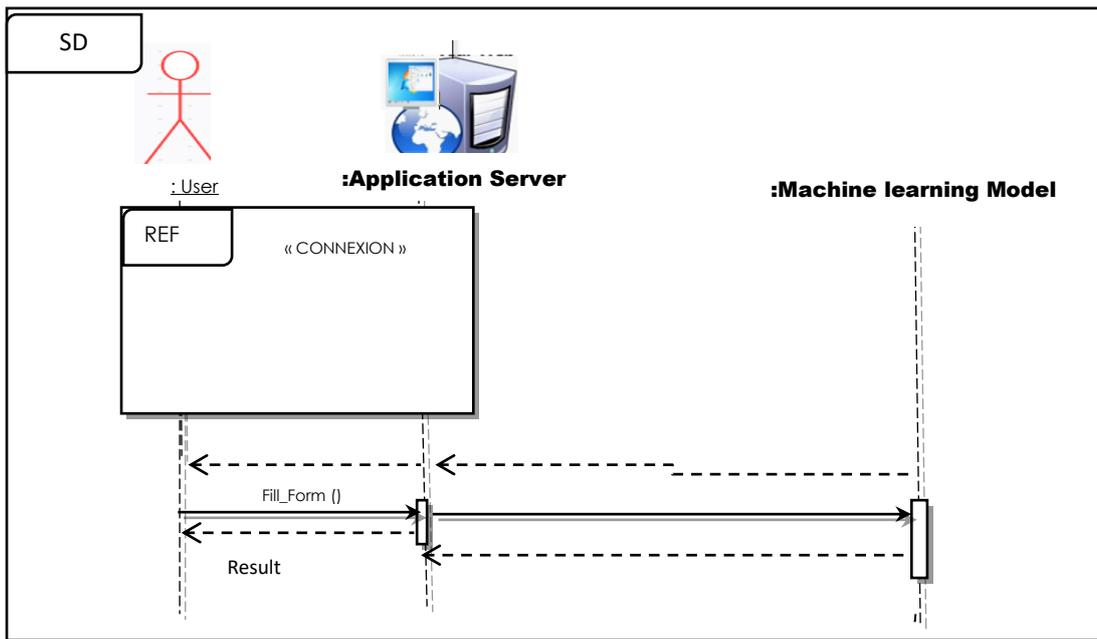 SD
: User
:Application Server
:Machine learning Model
REF
« CONNEXION »
Fill_Form ()
Result